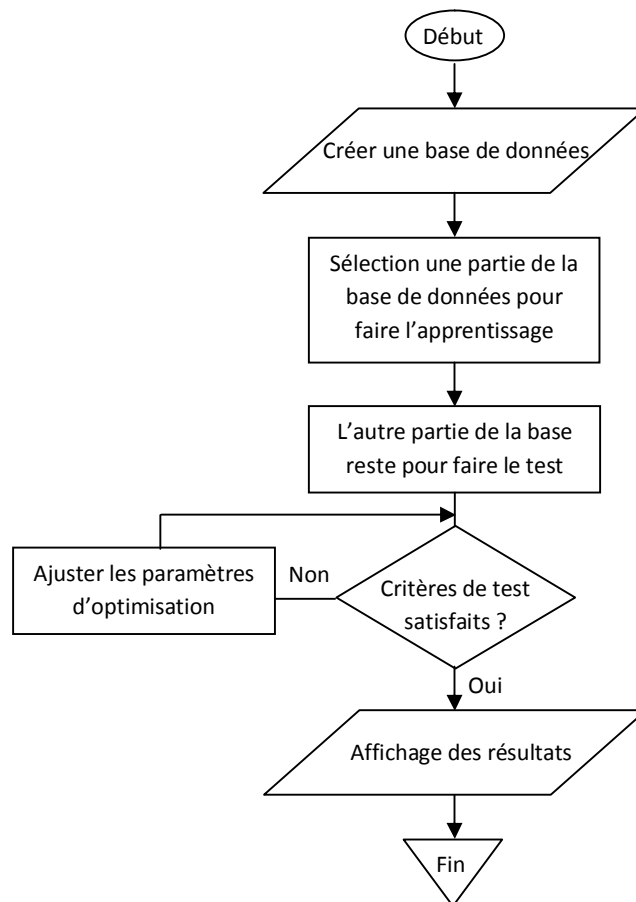 Début
Créer une base de données
Sélection une partie de la
base de données pour
faire l’apprentissage
L’autre partie de la base
reste pour faire le test
Ajuster les paramètres
d’optimisation
Non
Critères de test
satisfaits ?
Oui
Affichage des résultats
Fin